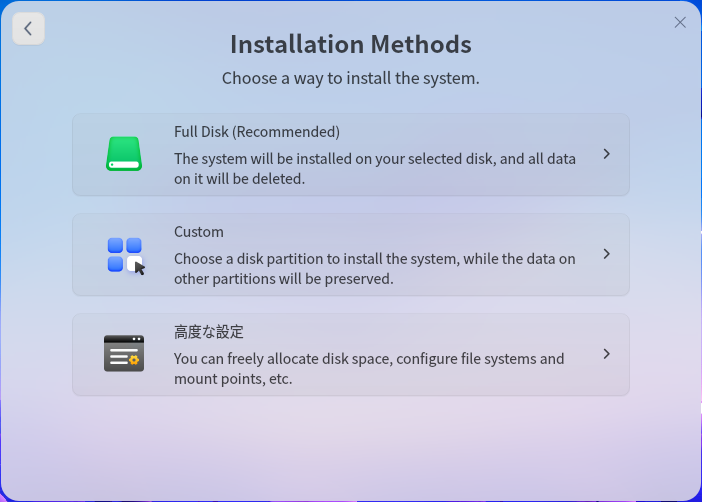 Installation Methods
Choose a way to install the system.
Full Disk (Recommended)
The system will be installed on your selected disk, and all data
on it will be deleted.
Custom
Choose a disk partition to install the system, while the data on
other partitions will be preserved.
高度な設定
You can freely allocate disk space, configure file systems and
mount points, etc.